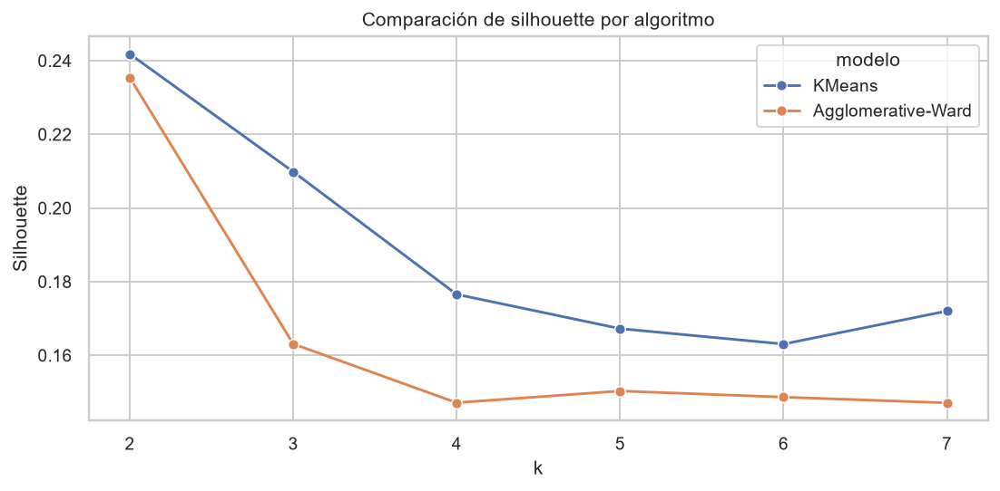 Comparación de silhouette por algoritmo
modelo
KMeans
Agglomerative-Ward
Silhouette
0.24
0.22
0.20
0.18
0.16
2 3 4 5 6 7
k